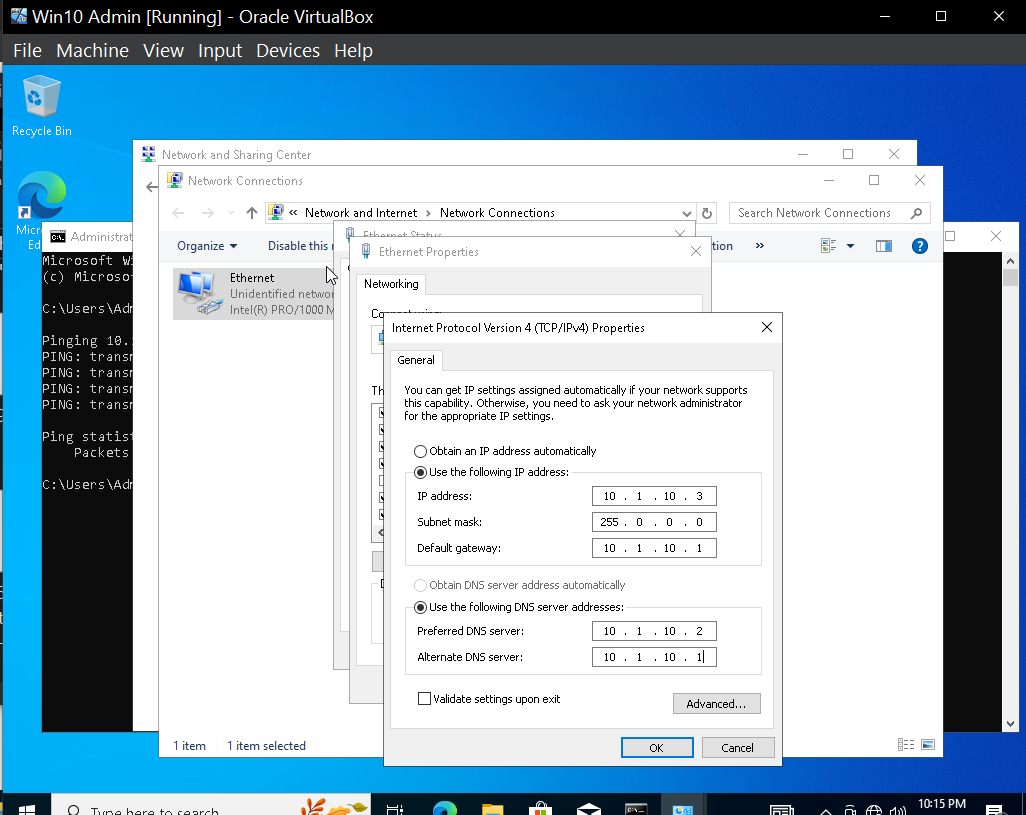 Win10 Admin [Running] - Oracle VirtualBox
File Machine View Input Devices Help
Recycle Bin
Network and Sharing Center
Network Connections
« Network and Internet › Network Connections
Search Network Connections
Micr
Ed
Administrat
Ethernet Status
Organize
Disable this n
tion
»
Ethernet Properties
Microsoft Wi
(c) Microsof
Ethernet
Unidentified networ
Intel(R) PRO/1000 M
Networking
Connect using:
C:\Users\Adm
Pinging 10.
PING: transm
PING: transm
PING: transm
PING: transm
Ping statist
Packets
C:\Users\Adm
Th
Internet Protocol Version 4 (TCP/IPv4) Properties
General
You can get IP settings assigned automatically if your network supports
this capability. Otherwise, you need to ask your network administrator
for the appropriate IP settings.
Obtain an IP address automatically
Use the following IP address:
IP address: 10 . 1 . 10 . 3
Subnet mask: 255 . 0 . 0 . 0
Default gateway: 10 . 1 . 10 . 1
Obtain DNS server address automatically
Use the following DNS server addresses:
Preferred DNS server: 10 . 1 . 10 . 2
Alternate DNS server: 10 . 1 . 10 . 1
Validate settings upon exit
Advanced...
OK
Cancel
1 item
1 item selected
Type here to search
10:15 PM